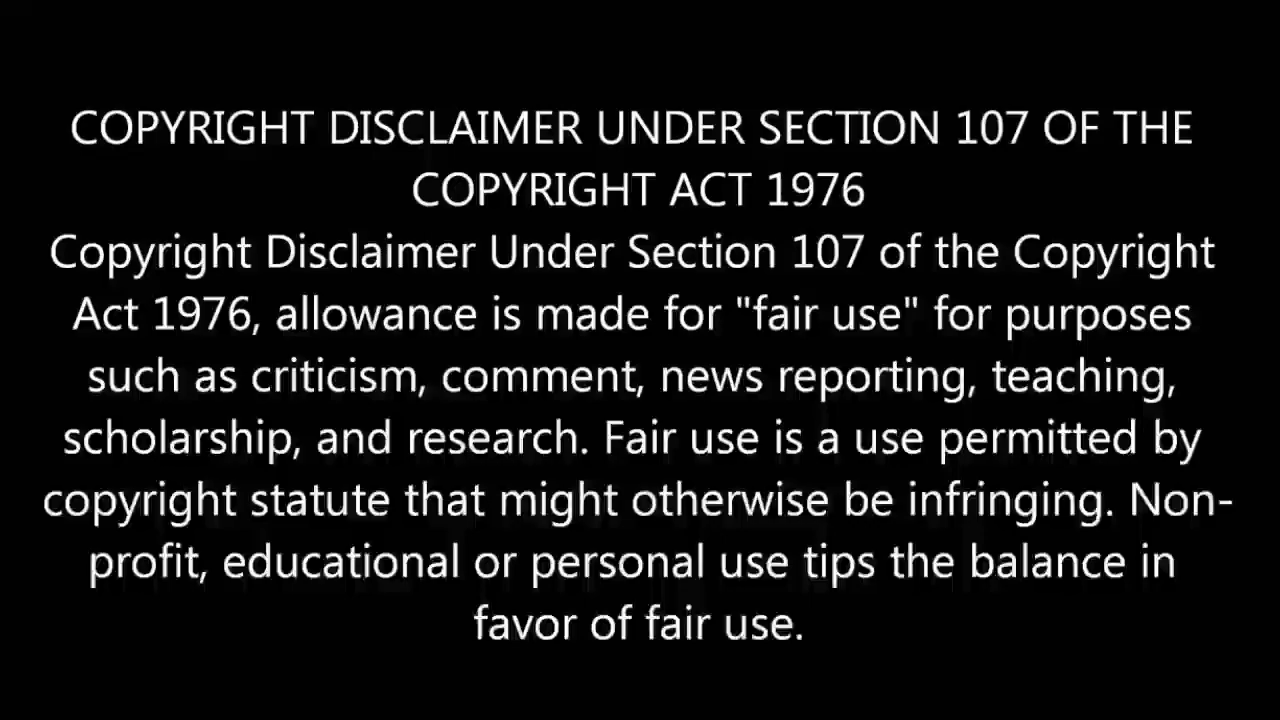 COPYRIGHT DISCLAIMER UNDER SECTION 107 OF THE
COPYRIGHT ACT 1976
Copyright Disclaimer Under Section 107 of the Copyright
Act 1976, allowance is made for "fair use" for purposes
such as criticism, comment, news reporting, teaching,
scholarship, and research. Fair use is a use permitted by
copyright statute that might otherwise be infringing. Non-
profit, educational or personal use tips the balance in
favor of fair use.